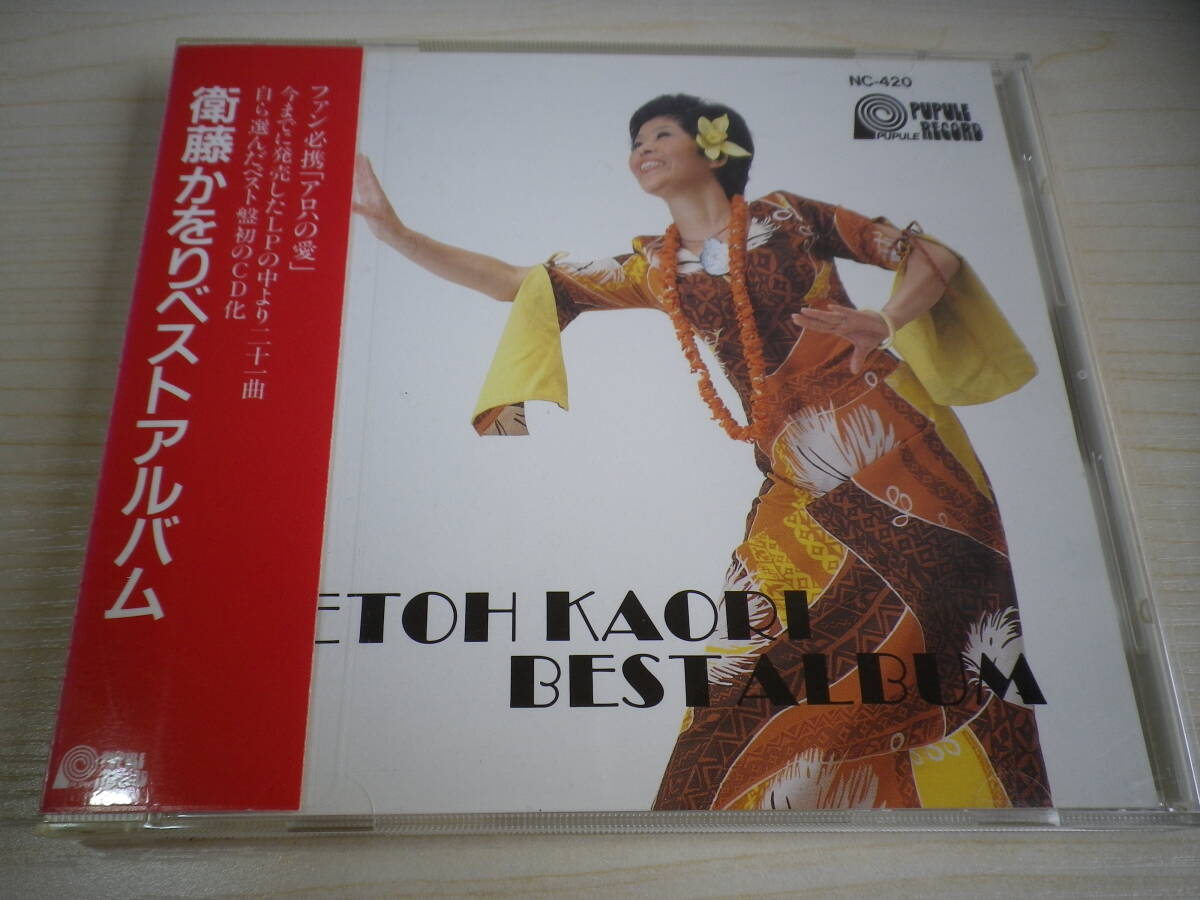 ファン必携「アロハの愛」
今までに発売したLPの中より二十一曲
自ら選んだベスト盤初のCD化
衛藤かをりベストアルバム
NC-420
PUPULE
PUPULE
RECORD
ETOH KAORI
BEST ALBUM